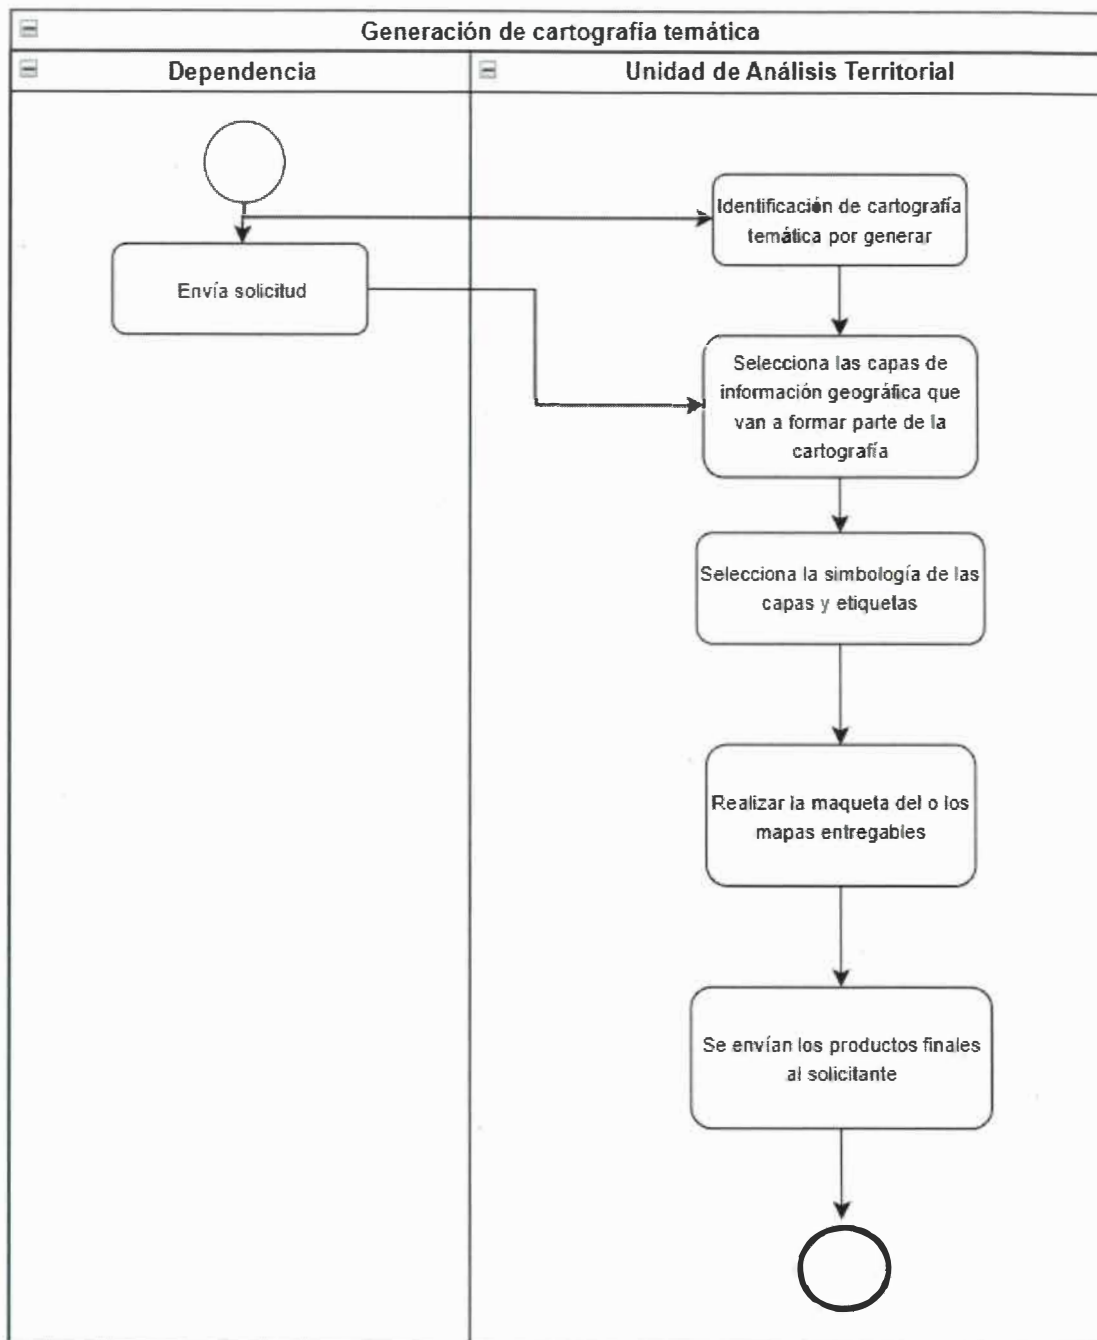 Generación de cartografía temática
Dependencia
Unidad de Análisis Territorial
Identificación de cartografía
temática por generar
Envía solicitud
Selecciona las capas de
información geográfica que
van a formar parte de la
cartografía
Selecciona la simbología de las
capas y etiquetas
Realizar la maqueta del o los
mapas entregables
Se envían los productos finales
al solicitante